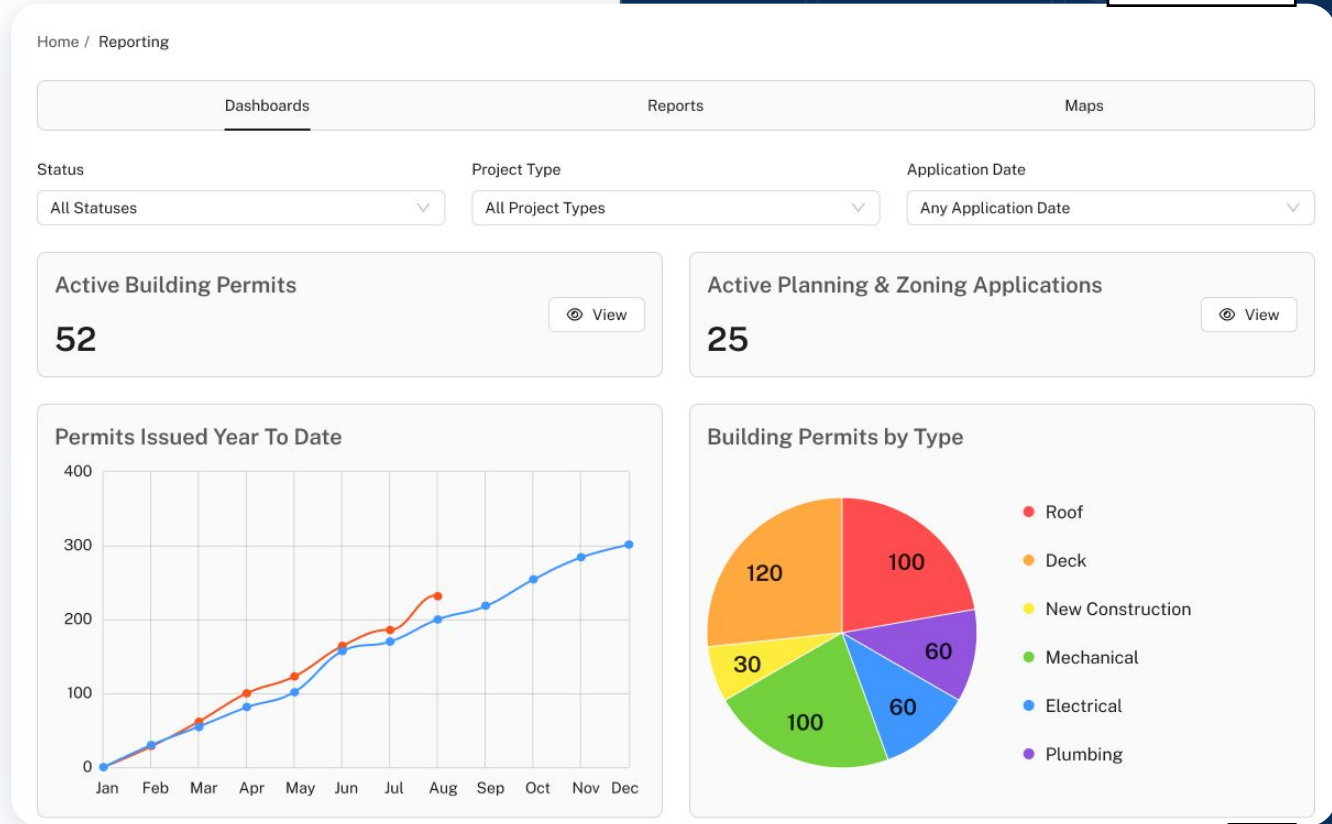 Home / Reporting
Dashboards Reports Maps
Status Project Type Application Date
All Statuses All Project Types Any Application Date
Active Building Permits
52
View
Active Planning & Zoning Applications
25
View
Permits Issued Year To Date
400
300
200
100
0
Jan Feb Mar Apr May Jun Jul Aug Sep Oct Nov Dec
Building Permits by Type
120
100
60
60
100
30
Roof
Deck
New Construction
Mechanical
Electrical
Plumbing